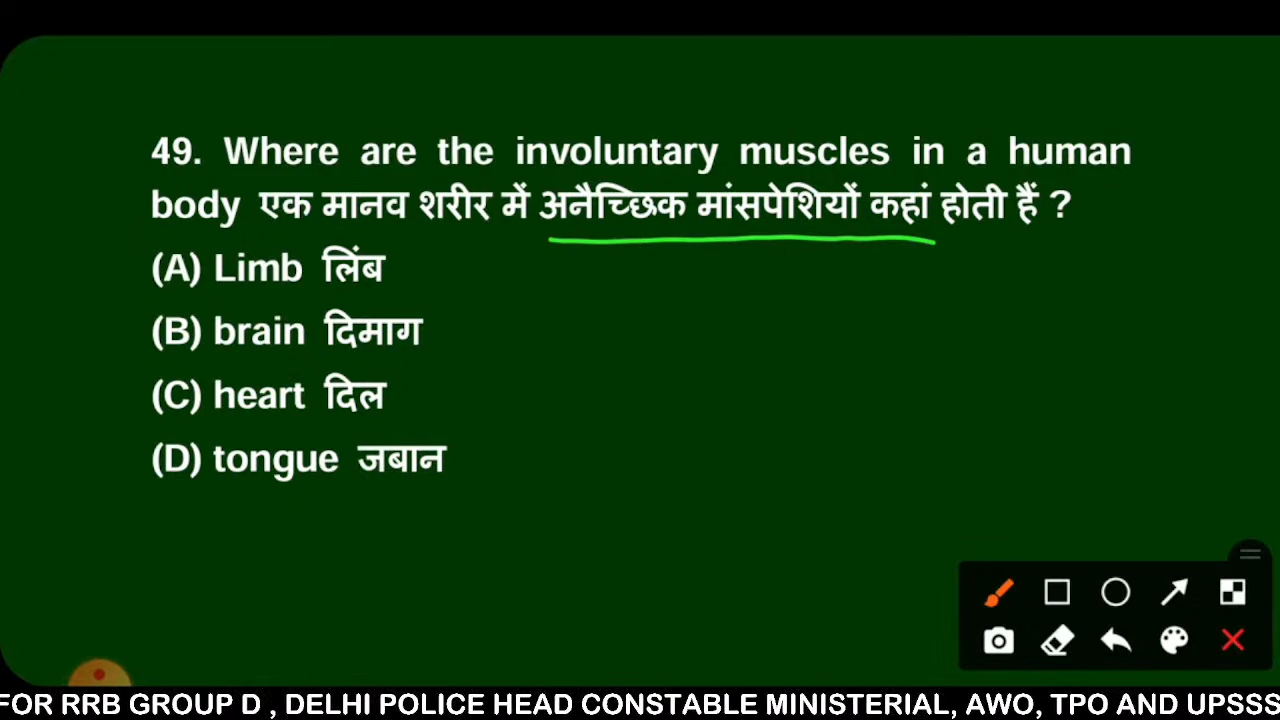 49. Where are the involuntary muscles in a human
body एक मानव शरीर में अनैच्छिक मांसपेशियों कहां होती हैं ?
(A) Limb लिंब
(B) brain दिमाग
(C) heart दिल
(D) tongue जबान
FOR RRB GROUP D , DELHI POLICE HEAD CONSTABLE MINISTERIAL, AWO, TPO AND UPSSS